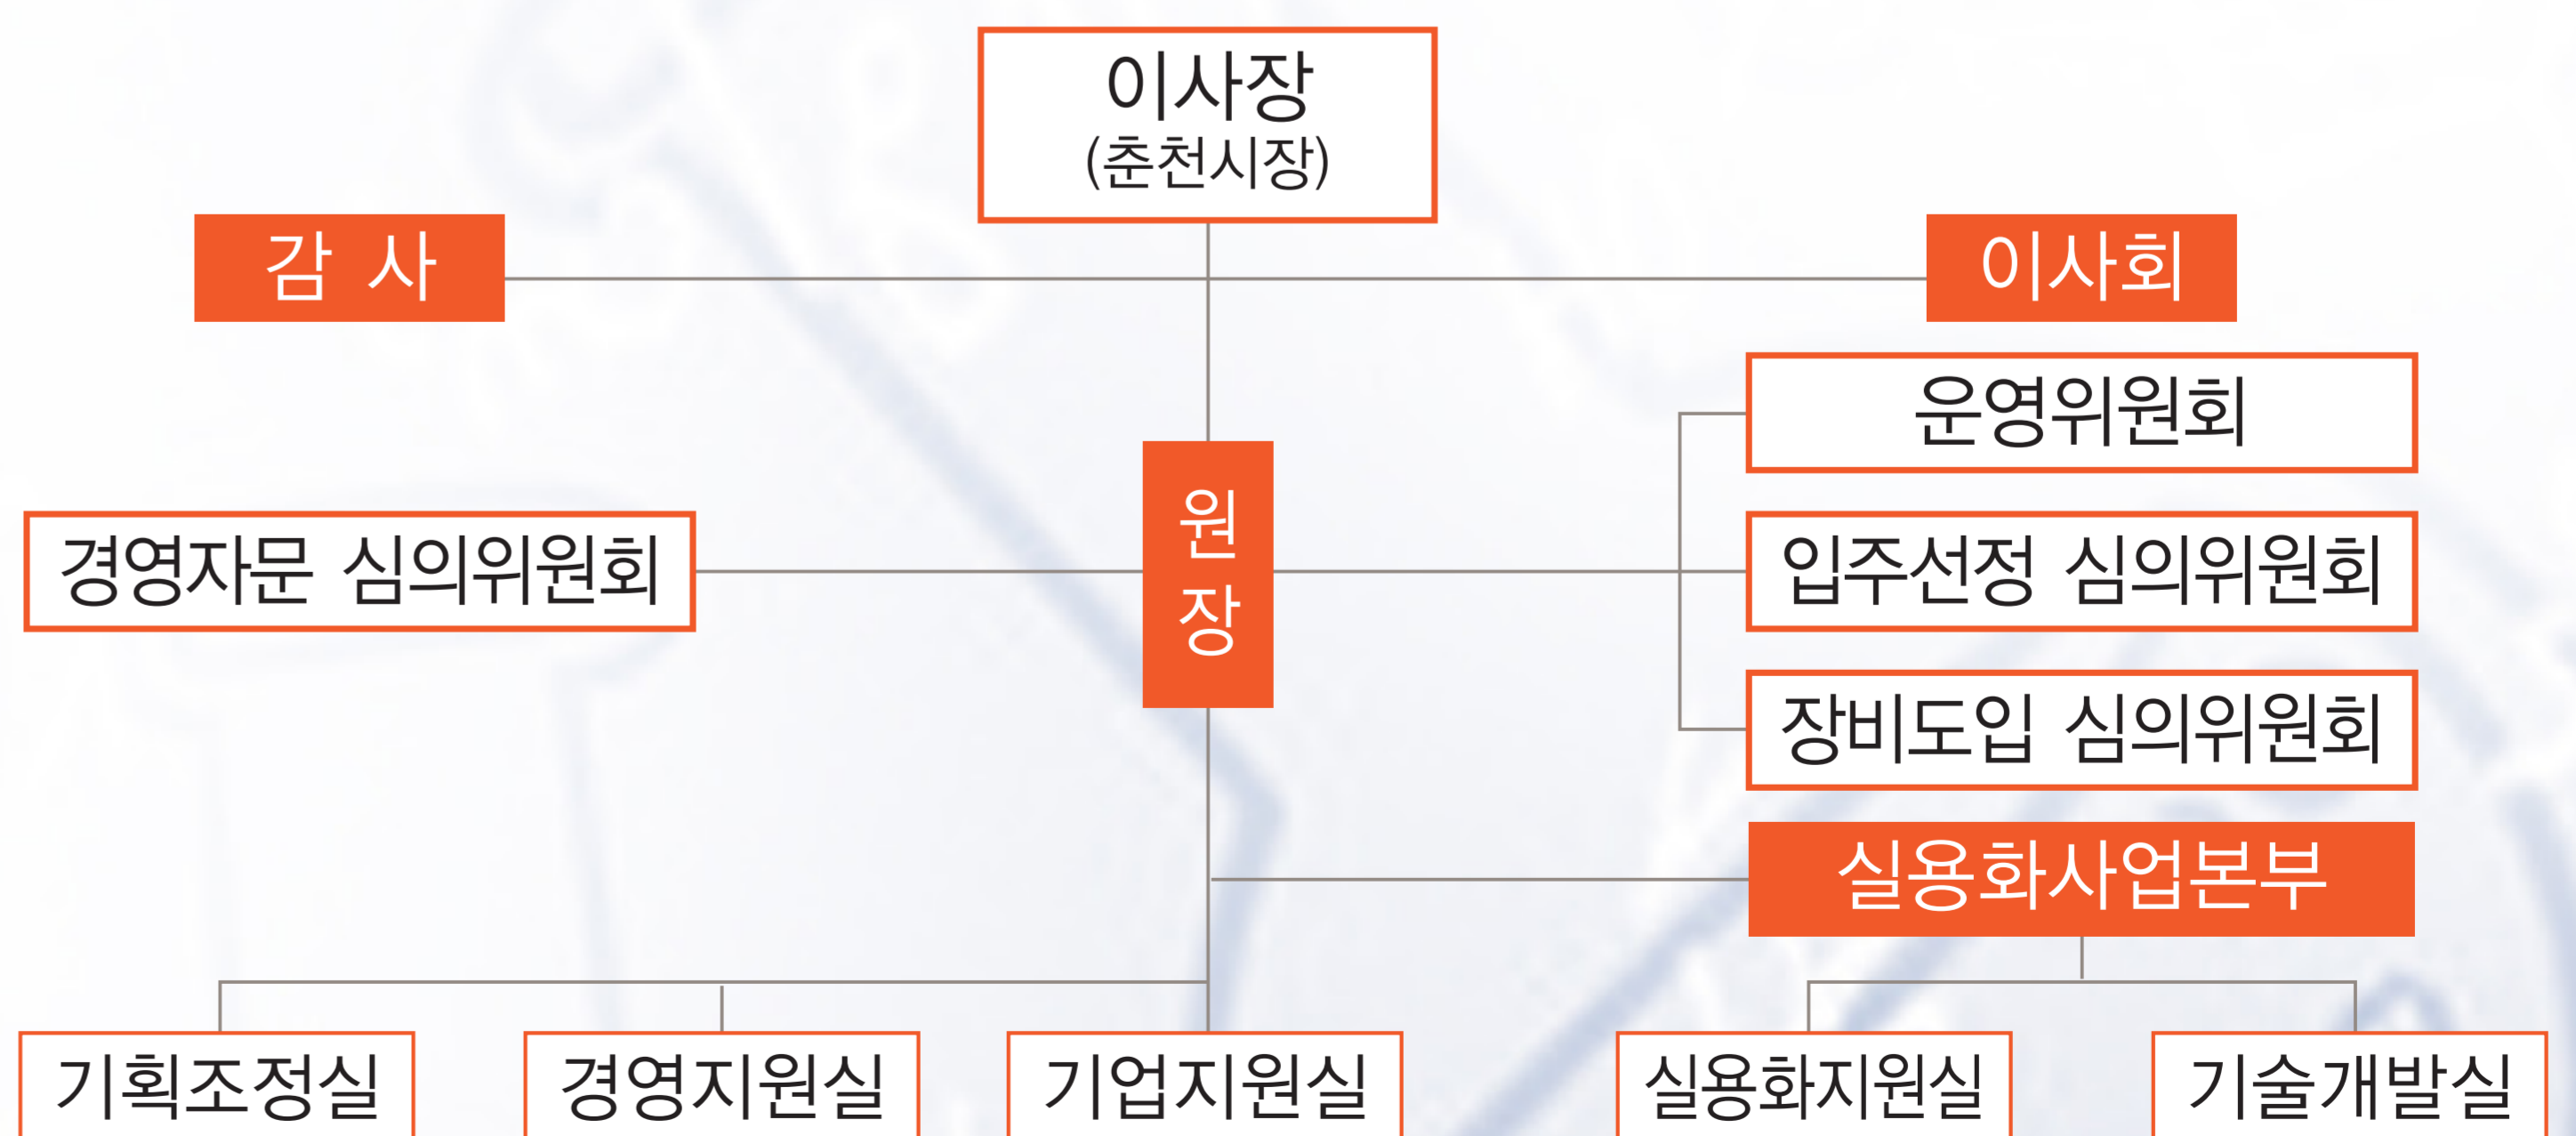 이사장
(춘천시장)
감 사
이사회
운영위원회
원
장
경영자문 심의위원회
입주선정 심의위원회
장비도입 심의위원회
실용화사업본부
기획조정실
경영지원실
기업지원실
실용화지원실
기술개발실